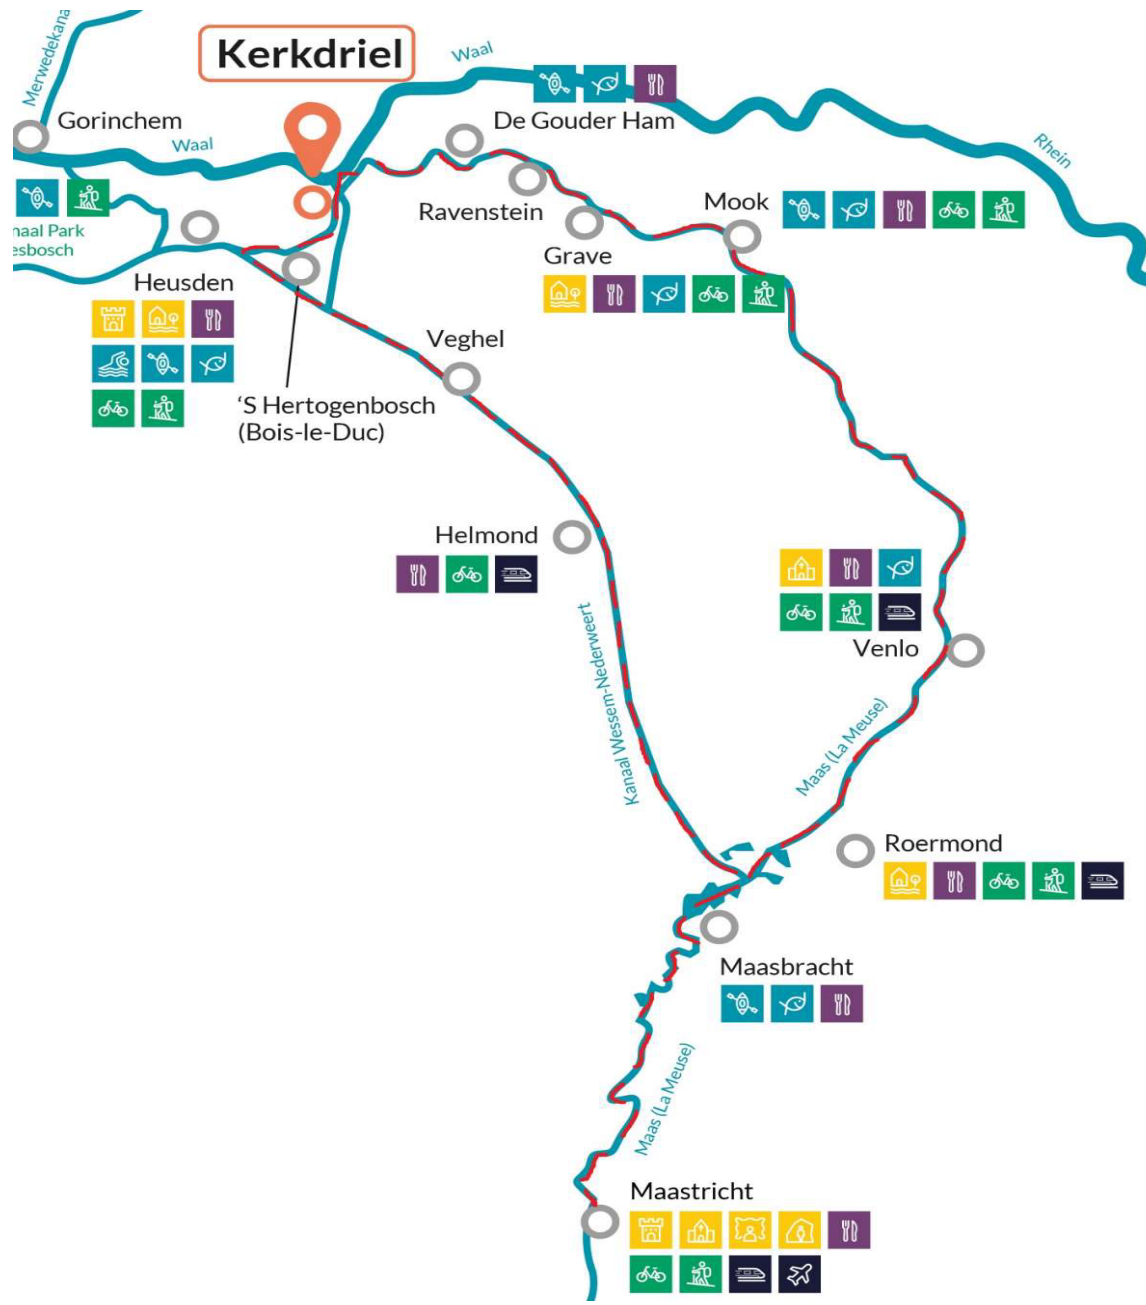 Kerkdriel
Waal
Merwedekana
Gorinchem
Waal
De Gouder Ham
Rhein
Ravenstein
Mook
naal Park
esbosch
Grave
Heusden
Veghel
‘S Hertogenbosch
(Bois-le-Duc)
Helmond
Kanaal Wessem-Nederweert
Venlo
Maas (La Meuse)
Roermond
Maasbracht
Maas (La Meuse)
Maastricht